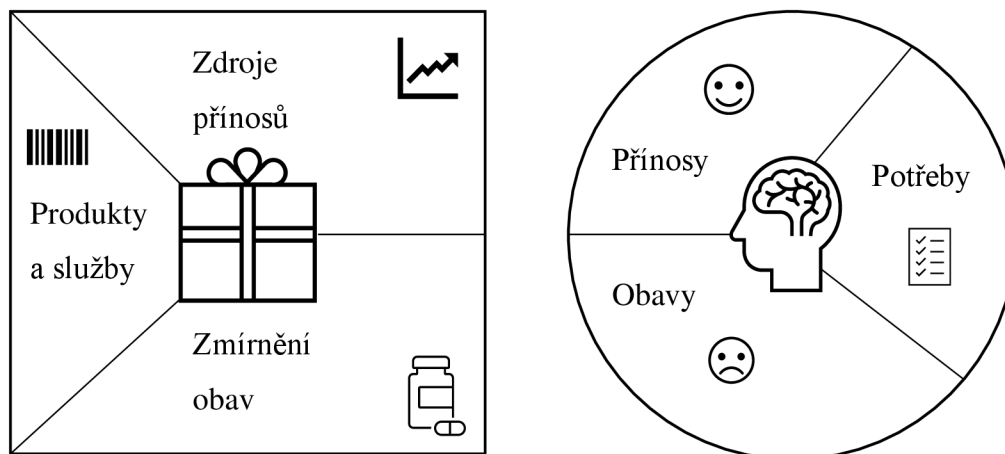 Zdroje
přínosů
Produkty
a služby
Zmírnění
obav
Přínosy
Potřeby
Obavy